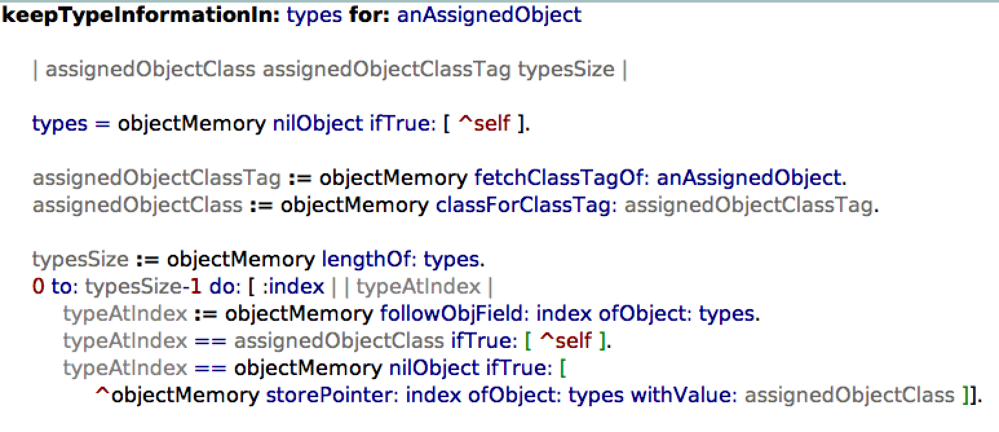 keepTypeInformationIn: types for: anAssignedObject
| assignedObjectClass assignedObjectClassTag typesSize |
types = objectMemory nilObject ifTrue: [ ^self ].
assignedObjectClassTag := objectMemory fetchClassTagOf: anAssignedObject.
assignedObjectClass := objectMemory classForClassTag: assignedObjectClassTag.
typesSize := objectMemory lengthOf: types.
0 to: typesSize-1 do: [ :index | | typeAtIndex |
typeAtIndex := objectMemory followObjField: index ofObject: types.
typeAtIndex == assignedObjectClass ifTrue: [ ^self ].
typeAtIndex == objectMemory nilObject ifTrue: [
^objectMemory storePointer: index ofObject: types withValue: assignedObjectClass ]].